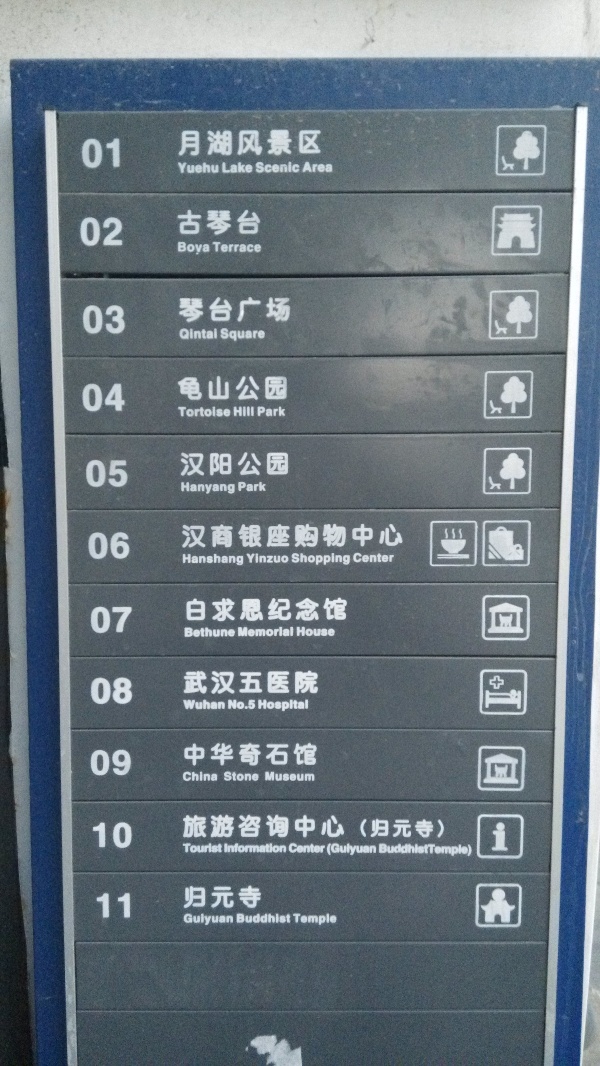 01 月湖风景区
Yuehu Lake Scenic Area
02 古琴台
Boya Terrace
03 琴台广场
Qintai Square
04 龟山公园
Tortoise Hill Park
05 汉阳公园
Hanyang Park
06 汉商银座购物中心
Hanshang Yinzuo Shopping Center
07 白求恩纪念馆
Bethune Memorial House
08 武汉五医院
Wuhan No.5 Hospital
09 中华奇石馆
China Stone Museum
10 旅游咨询中心（归元寺）
Tourist Information Center (Guiyuan BuddhistTemple)
11 归元寺
Guiyuan Buddhist Temple